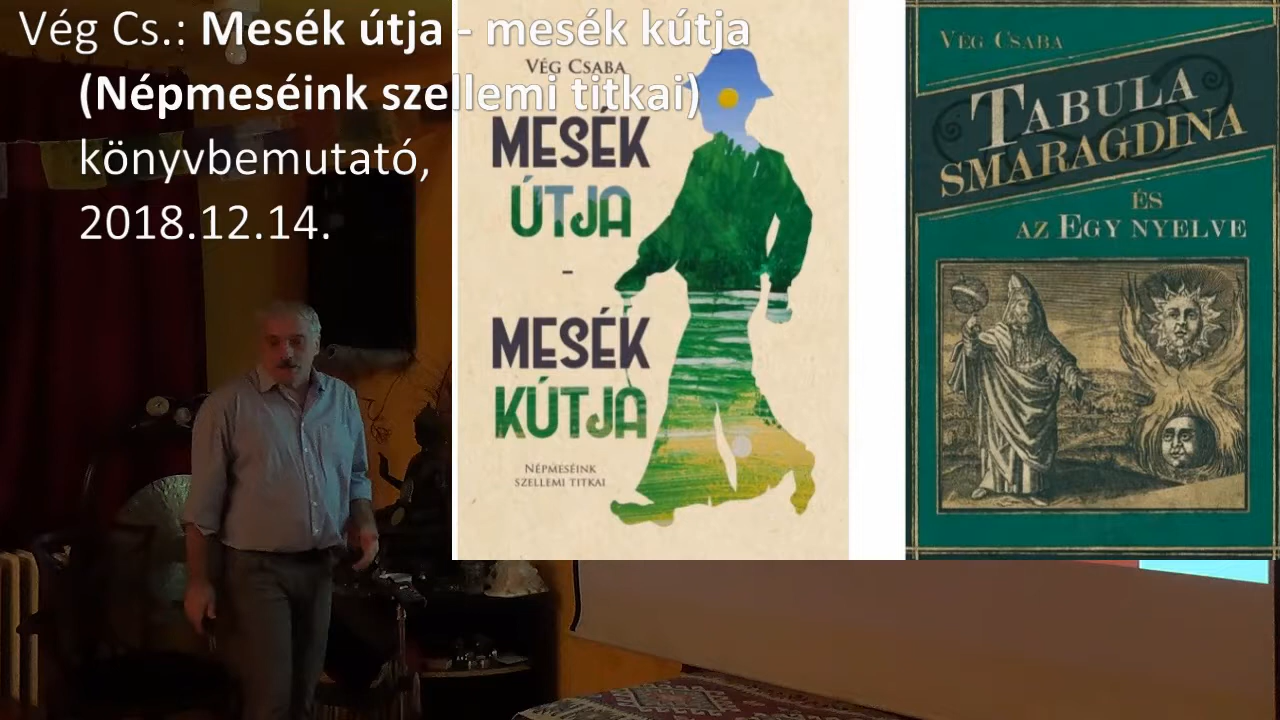 Vég Cs.: Mesék útja - mesék kútja
(Népmeséink szellemi titkai)
könyvbemutató,
2018.12.14.
VÉG CSABA
MESÉK
ÚTJA
-
MESÉK
KÚTJA
NÉPMESÉINK
SZELLEMI TITKAI
VÉG CSABA
TABULA
SMARAGDINA
ÉS
AZ EGY NYELVE